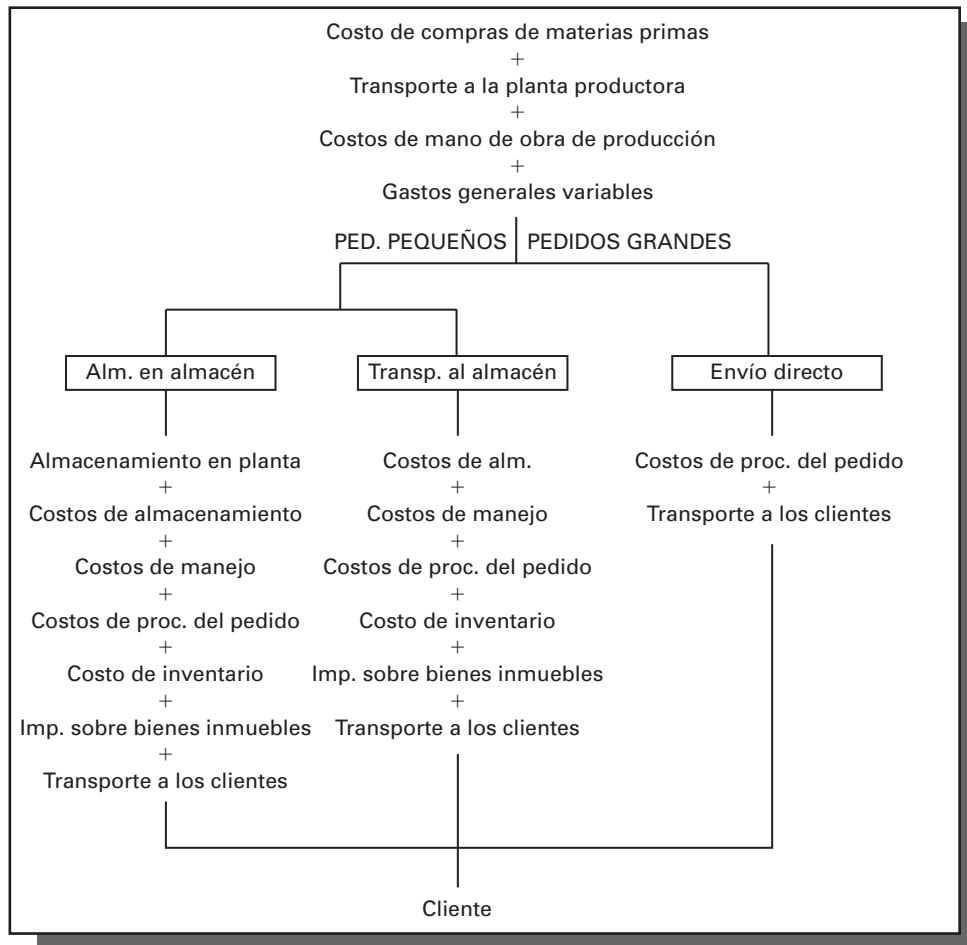 Costo de compras de materias primas
+
Transporte a la planta productora
+
Costos de mano de obra de producción
+
Gastos generales variables
PED. PEQUEÑOS
PEDIDOS GRANDES
Alm. en almacén
Almacenamiento en planta
+
Costos de almacenamiento
+
Costos de manejo
+
Costos de proc. del pedido
+
Costo de inventario
+
Imp. sobre bienes inmuebles
+
Transporte a los clientes
Transp. al almacén
Costos de alm.
+
Costos de manejo
+
Costos de proc. del pedido
+
Costo de inventario
+
Imp. sobre bienes inmuebles
+
Transporte a los clientes
Envío directo
Costos de proc. del pedido
+
Transporte a los clientes
Cliente